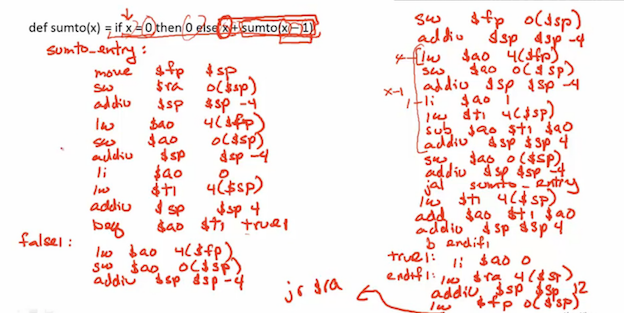 def sumto(x) = if x = 0 then 0 else x + sumto(x – 1)
sumto_entry :
move $fp $sp
sw $ra 0($sp)
addiu $sp $sp -4
lw $a0 4($fp)
sw $a0 0($sp)
addiu $sp $sp -4
li $a0 0
lw $t1 4($sp)
addiu $sp $sp 4
beq $a0 $t1 true1
false1 :
lw $a0 4($fp)
sw $a0 0($sp)
addiu $sp $sp -4
sw $fp 0($sp)
addiu $sp $sp -4
x lw $a0 4($fp)
sw $a0 0($sp)
addiu $sp $sp -4
x-1
1 li $a0 1
lw $t1 4($sp)
sub $a0 $t1 $a0
addiu $sp $sp 4
sw $a0 0($sp)
addiu $sp $sp -4
jal sumto_entry
lw $t1 4($sp)
add $a0 $t1 $a0
addiu $sp $sp 4
b endif1
true1: li $a0 0
endif1: lw $ra 4($sp)
addiu $sp $sp 12
lw $fp 0($sp)
jr $ra